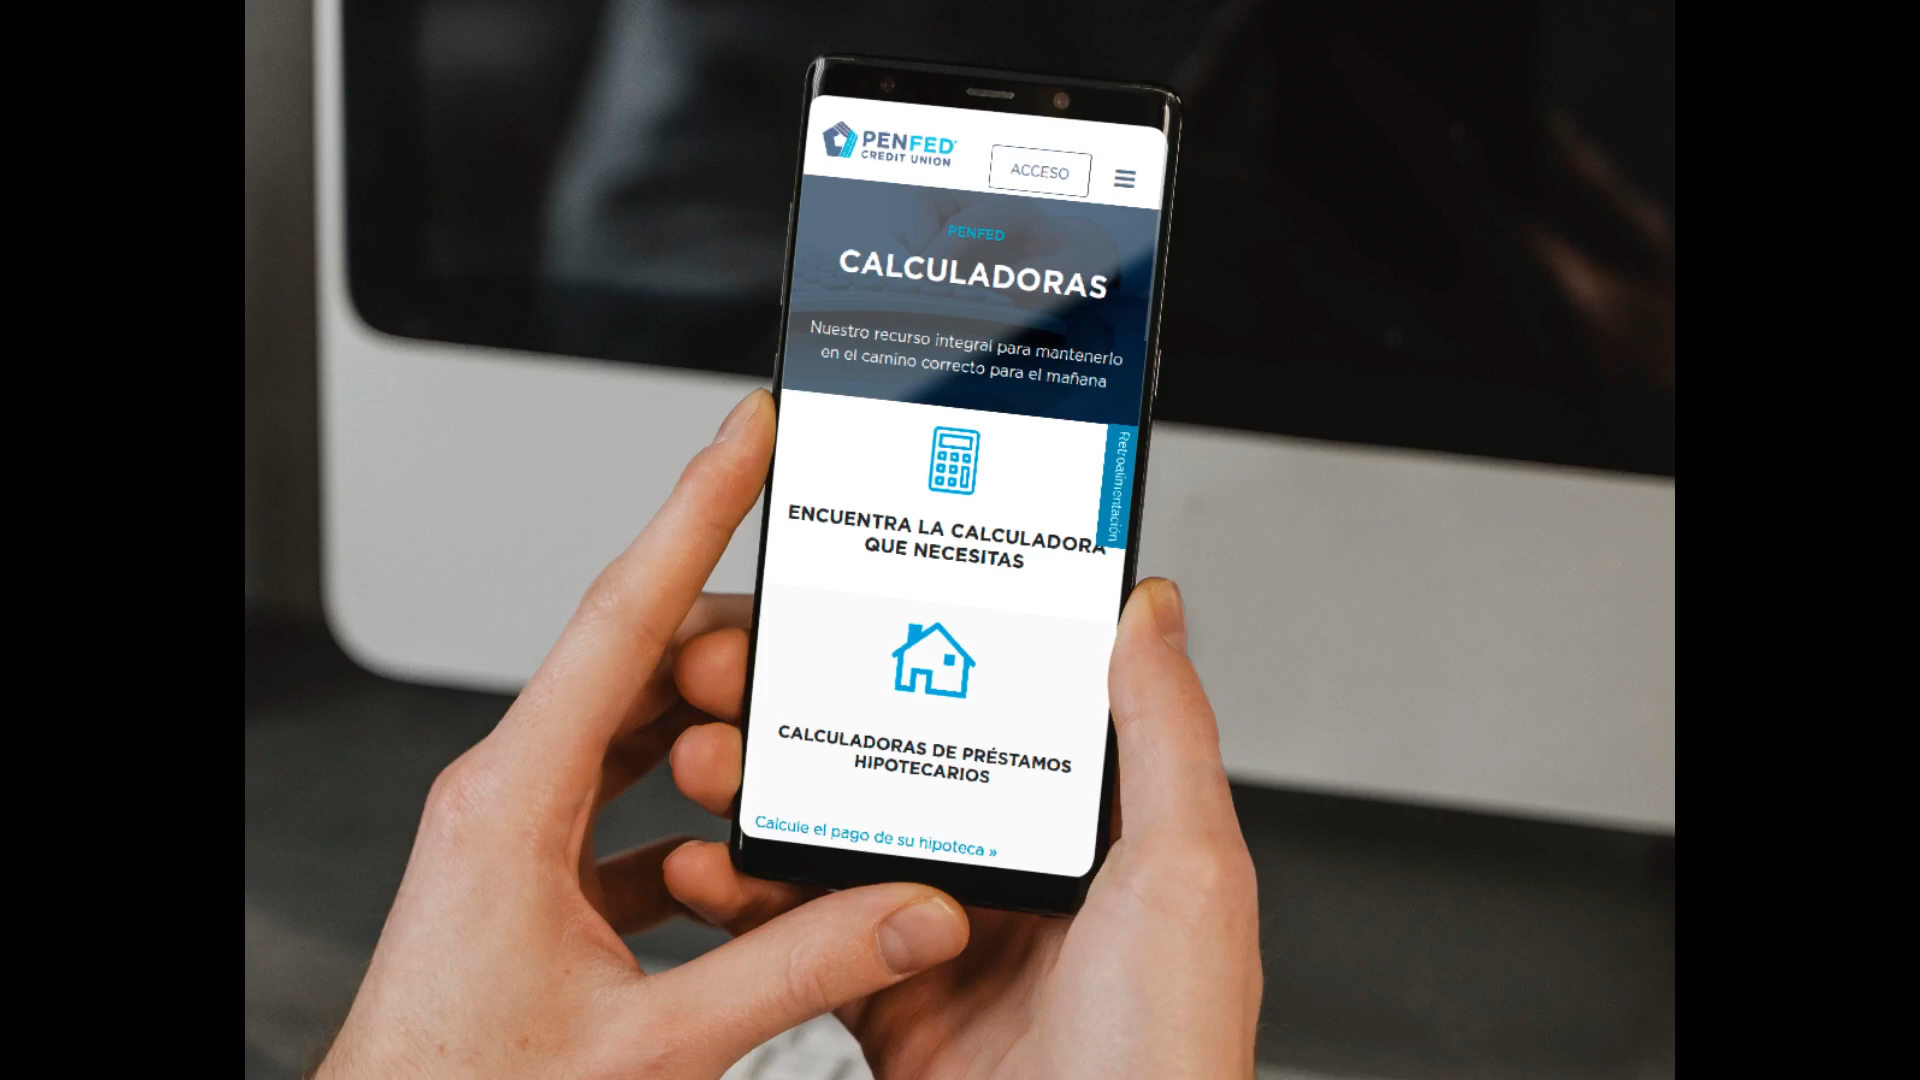 PENFED
CREDIT UNION
ACCESO
PENFED
CALCULADORAS
Nuestro recurso integral para mantenerlo
en el camino correcto para el mañana
Retroalimentación
ENCUENTRA LA CALCULADORA
QUE NECESITAS
CALCULADORAS DE PRÉSTAMOS
HIPOTECARIOS
Calcule el pago de su hipoteca »